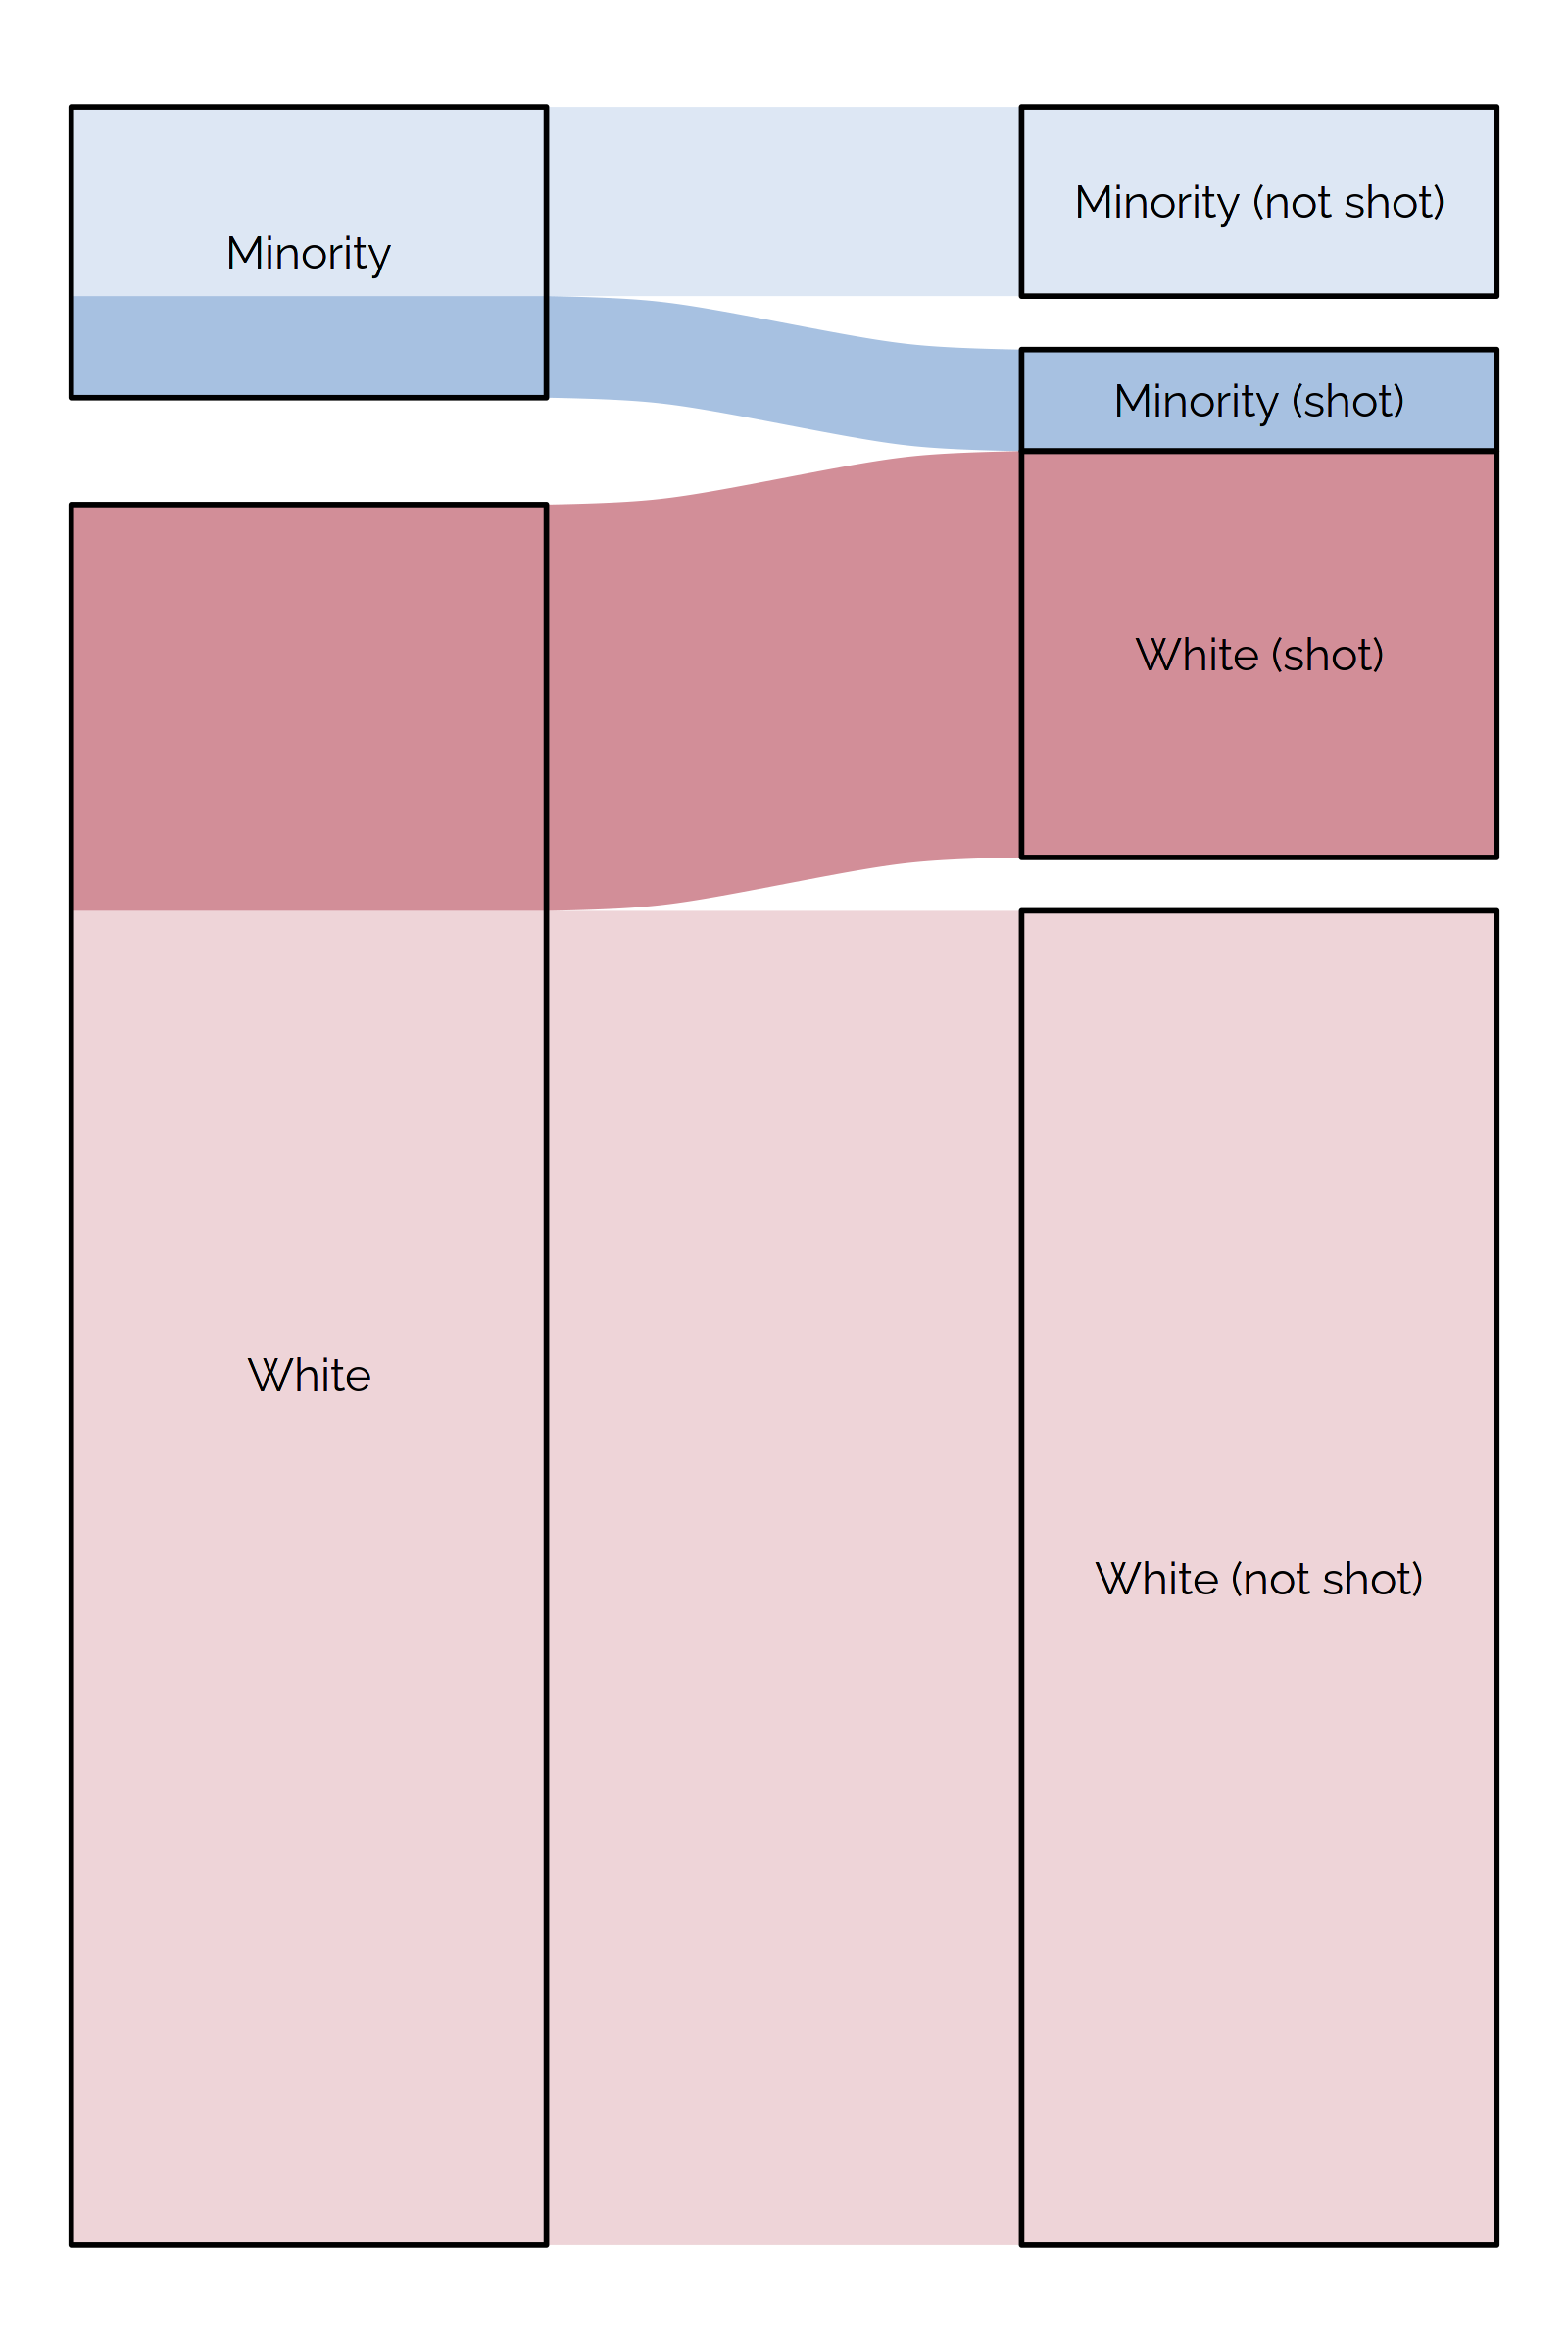 Minority (not shot)
Minority
Minority (shot)
White (shot)
White
White (not shot)